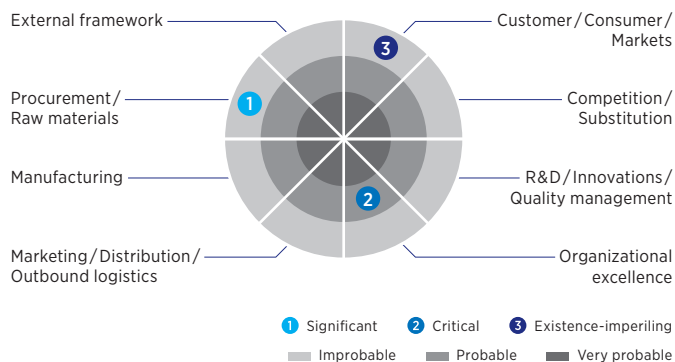 External framework
Customer/Consumer/
Markets
3
Procurement/
Raw materials
1
Competition/
Substitution
Manufacturing
R&D/Innovations/
Quality management
2
Marketing/Distribution/
Outbound logistics
Organizational
excellence
1 Significant 2 Critical 3 Existence-imperiling
Improbable Probable Very probable